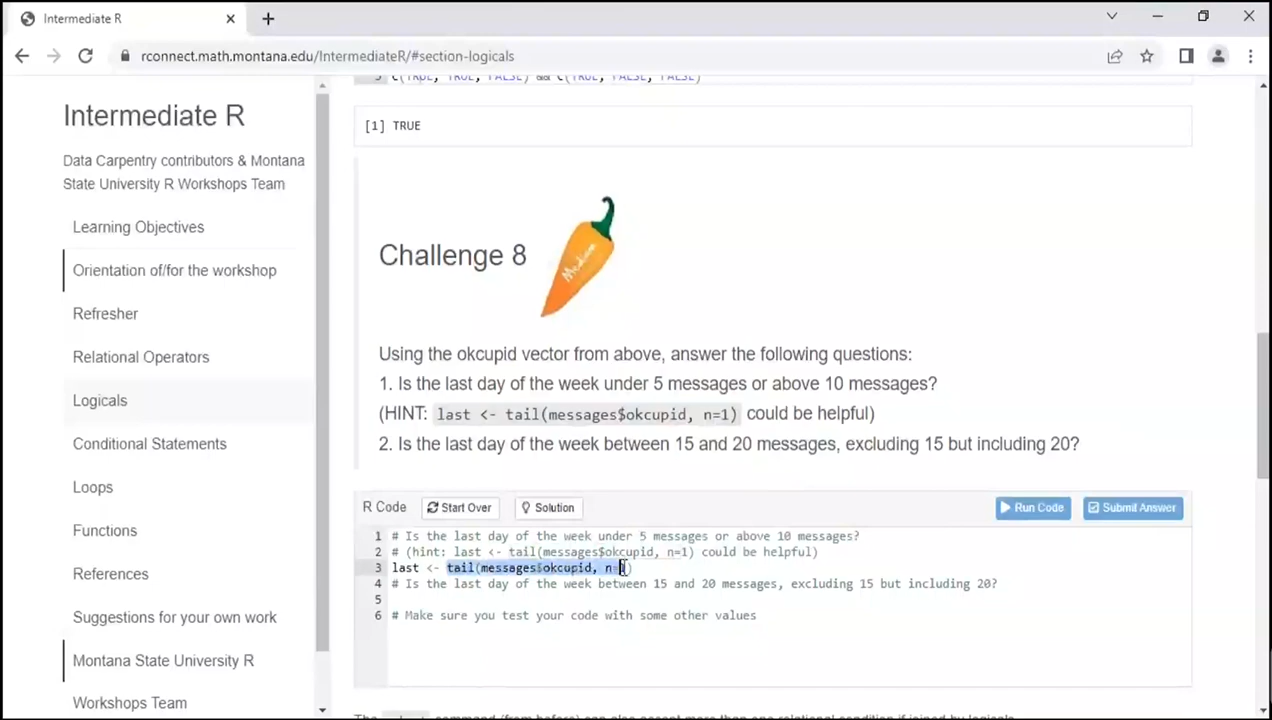 Intermediate R
rconnect.math.montana.edu/IntermediateR/#section-logicals
Intermediate R
Data Carpentry contributors & Montana
State University R Workshops Team
Learning Objectives
Orientation of/for the workshop
Refresher
Relational Operators
Logicals
Conditional Statements
Loops
Functions
References
Suggestions for your own work
Montana State University R
Workshops Team
[1] TRUE
Challenge 8
Medium
Using the okcupid vector from above, answer the following questions:
1. Is the last day of the week under 5 messages or above 10 messages?
(HINT: last <- tail(messages$okcupid, n=1) could be helpful)
2. Is the last day of the week between 15 and 20 messages, excluding 15 but including 20?
R Code Start Over Solution Run Code Submit Answer
1 # Is the last day of the week under 5 messages or above 10 messages?
2 # (hint: last <- tail(messages$okcupid, n=1) could be helpful)
3 last <- tail(messages$okcupid, n=1)
4 # Is the last day of the week between 15 and 20 messages, excluding 15 but including 20?
5
6 # Make sure you test your code with some other values